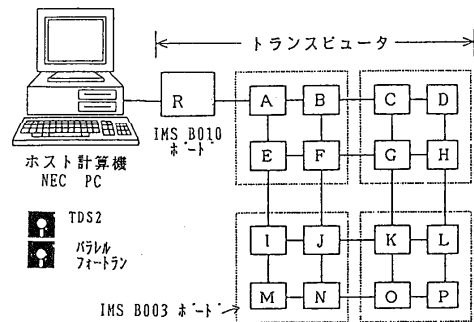 トランスピュータ
R
A
B
C
D
IMS B010
ボード
E
F
G
H
ホスト計算機
NEC PC
TDS2
パラレル
フォートラン
I
J
K
L
M
N
O
P
IMS B003 ボード